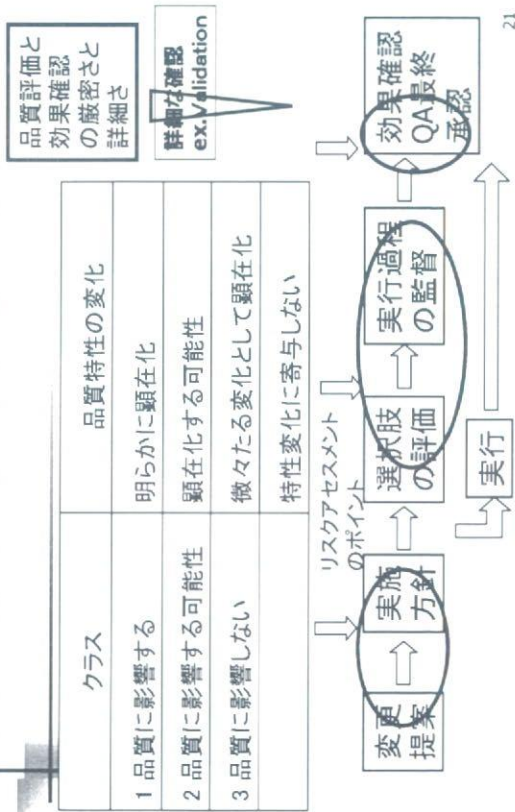 品質評価と
効果確認
の厳密さと
詳細さ
詳細な確認
ex.Validation
クラス
品質特性の変化
1 品質に影響する
明らかに顕在化
2 品質に影響する可能性
顕在化する可能性
3 品質に影響しない
微々たる変化として顕在化
特性変化に寄与しない
リスクアセスメント
のポイント
変更
提案
実施
方針
選択肢
の評価
実行過程
の監督
効果確認
QA最終
承認
実行
21